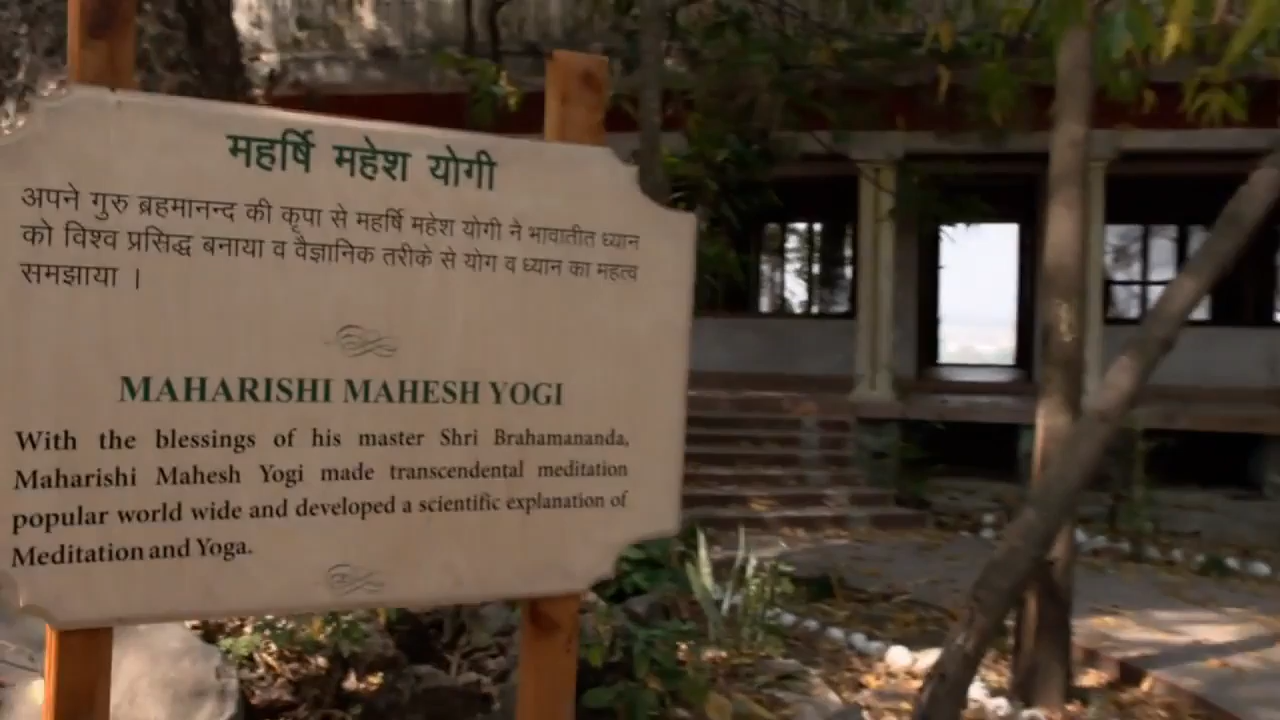 महर्षि महेश योगी
अपने गुरु ब्रहमानन्द की कृपा से महर्षि महेश योगी नै भावातीत ध्यान
को विश्व प्रसिद्ध बनाया व वैज्ञानिक तरीके से योग व ध्यान का महत्व
समझाया ।
MAHARISHI MAHESH YOGI
With the blessings of his master Shri Brahamananda,
Maharishi Mahesh Yogi made transcendental meditation
popular world wide and developed a scientific explanation of
Meditation and Yoga.